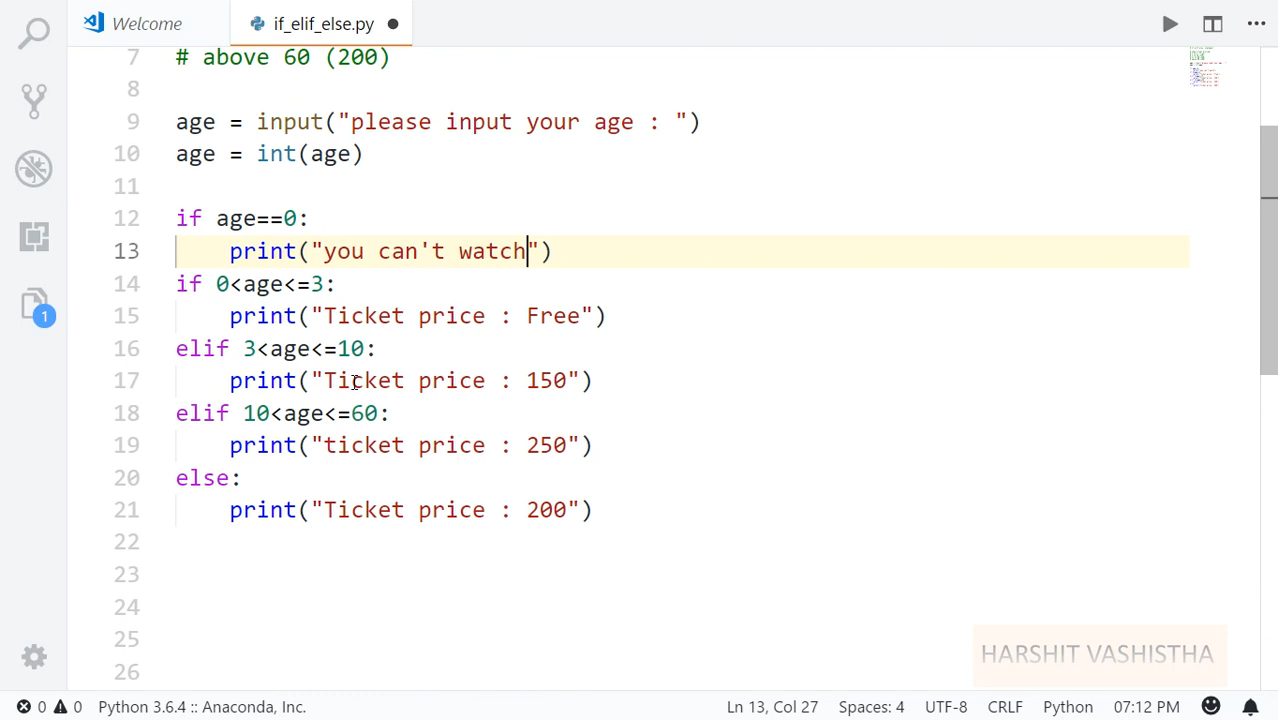 Welcome
if_elif_else.py
7 # above 60 (200)
8
9 age = input("please input your age : ")
10 age = int(age)
11
12 if age==0:
13 print("you can't watch")
14 if 0<age<=3:
15 print("Ticket price : Free")
16 elif 3<age<=10:
17 print("Ticket price : 150")
18 elif 10<age<=60:
19 print("ticket price : 250")
20 else:
21 print("Ticket price : 200")
22
23
24
25
26
1
HARSHIT VASHISTHA
0 0 Python 3.6.4 :: Anaconda, Inc. Ln 13, Col 27 Spaces: 4 UTF-8 CRLF Python 07:12 PM